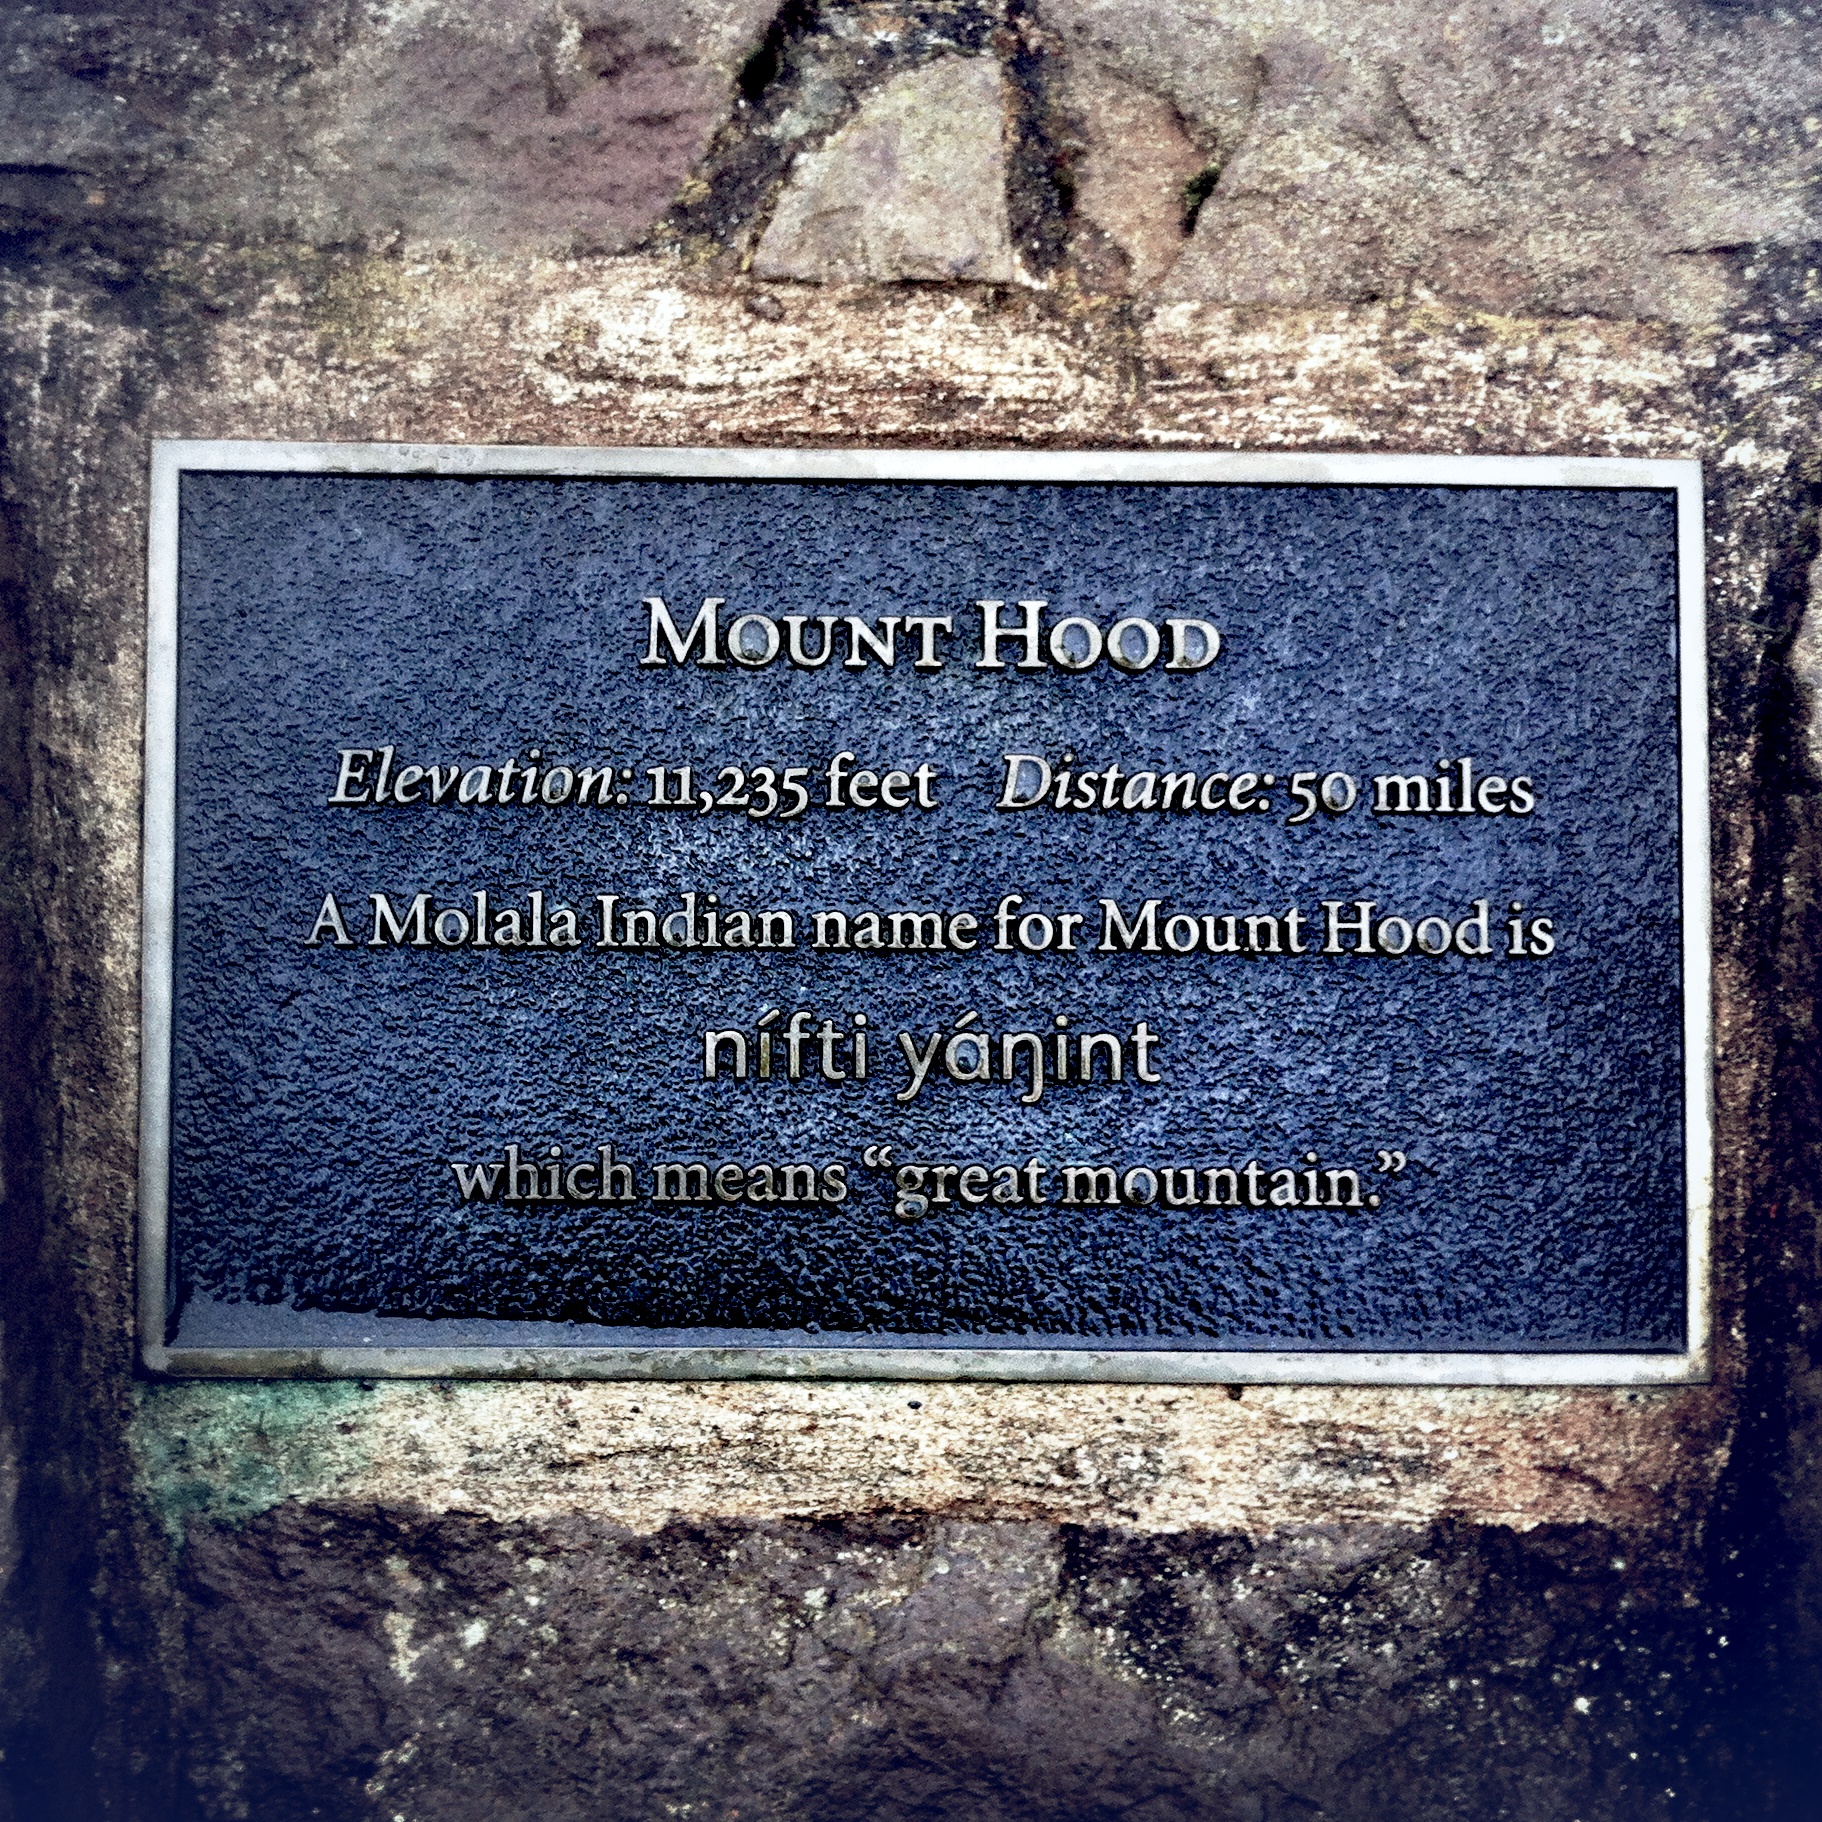 MOUNT HOOD
Elevation: 11,235 feet Distance: 50 miles
A Molala Indian name for Mount Hood is
nífti yáŋint
which means “great mountain.”